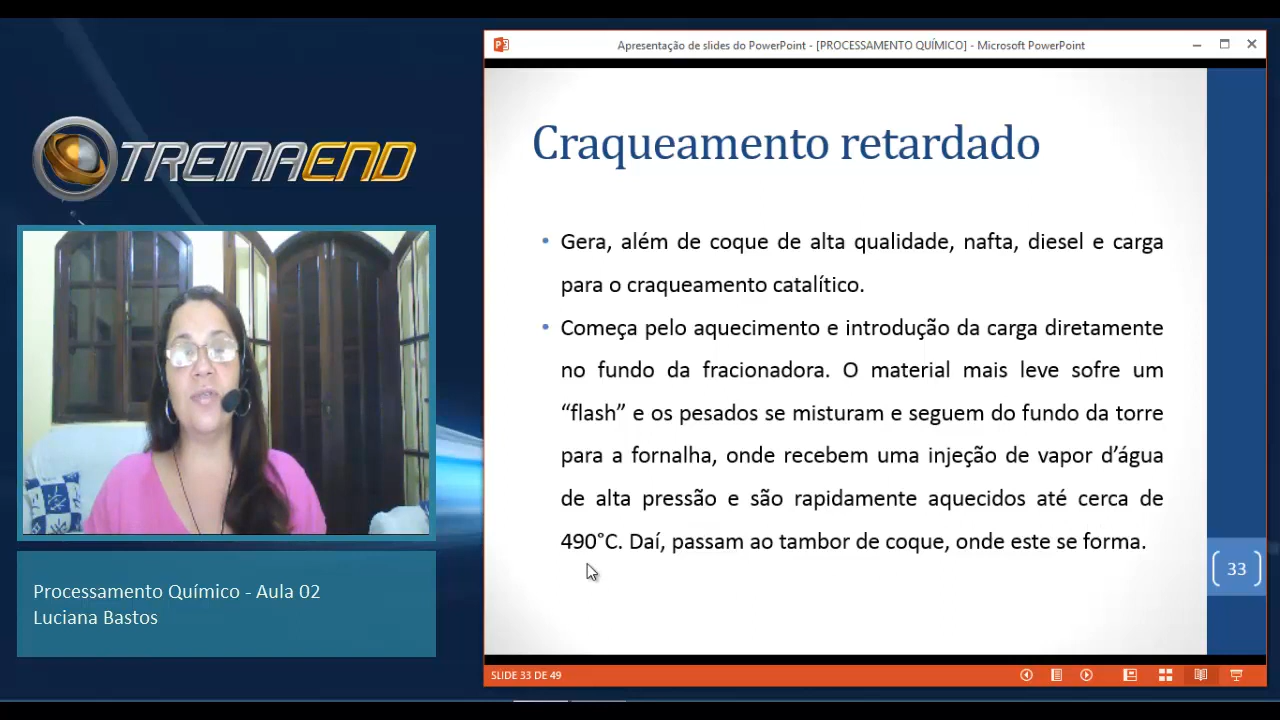 Apresentação de slides do PowerPoint - [PROCESSAMENTO QUÍMICO] - Microsoft PowerPoint
TREINAEND
Craqueamento retardado
• Gera, além de coque de alta qualidade, nafta, diesel e carga
para o craqueamento catalítico.
• Começa pelo aquecimento e introdução da carga diretamente
no fundo da fracionadora. O material mais leve sofre um
“flash” e os pesados se misturam e seguem do fundo da torre
para a fornalha, onde recebem uma injeção de vapor d’água
de alta pressão e são rapidamente aquecidos até cerca de
490°C. Daí, passam ao tambor de coque, onde este se forma.
33
Processamento Químico - Aula 02
Luciana Bastos
SLIDE 33 DE 49